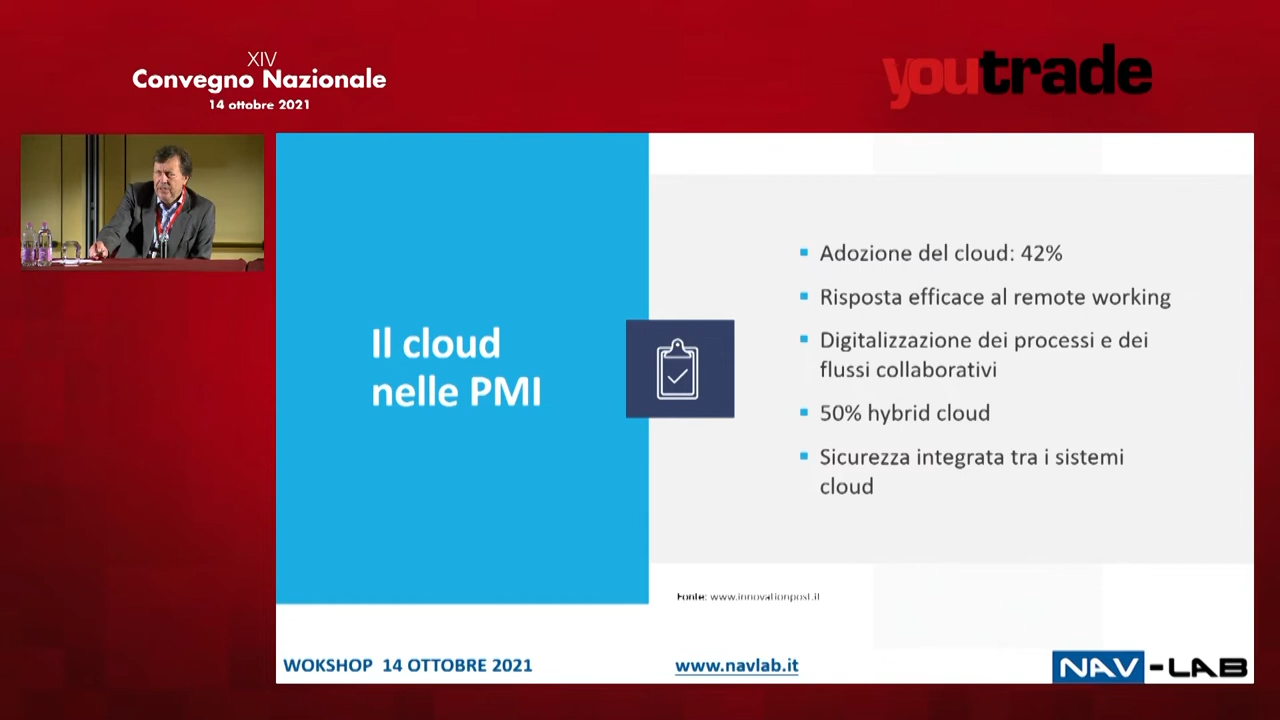 XIV
Convegno Nazionale
14 ottobre 2021
youtrade
Il cloud
nelle PMI
Adozione del cloud: 42%
Risposta efficace al remote working
Digitalizzazione dei processi e dei
flussi collaborativi
50% hybrid cloud
Sicurezza integrata tra i sistemi
cloud
Fonte: www.innovationpost.it
WOKSHOP 14 OTTOBRE 2021
www.navlab.it
NAV-LAB